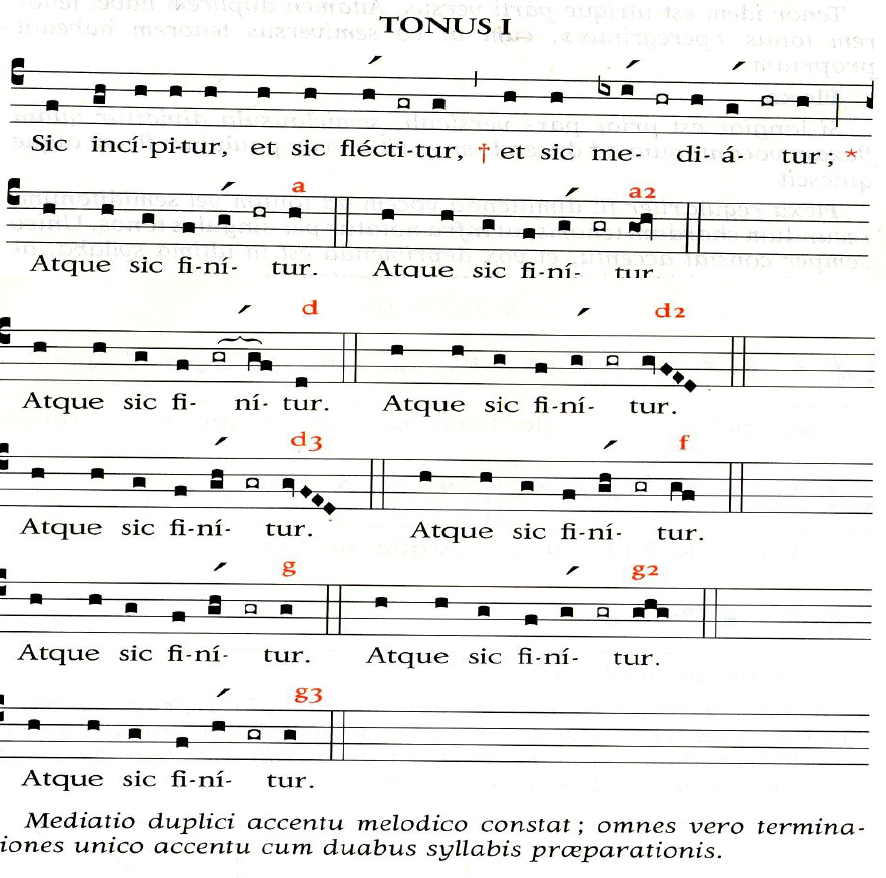 TONUS I
Sic incí-pi-tur, et sic flécti-tur, † et sic me- di-á- tur ; *
a a2
Atque sic fi-ní- tur. Atque sic fi-ní- tur
d d2
Atque sic fi- ní- tur. Atque sic fi-ní- tur.
d3 f
Atque sic fi-ní- tur. Atque sic fi-ní- tur.
g g2
Atque sic fi-ní- tur. Atque sic fi-ní- tur.
g3
Atque sic fi-ní- tur.
Mediatio duplici accentu melodico constat ; omnes vero termina-
iones unico accentu cum duabus syllabis præparationis.